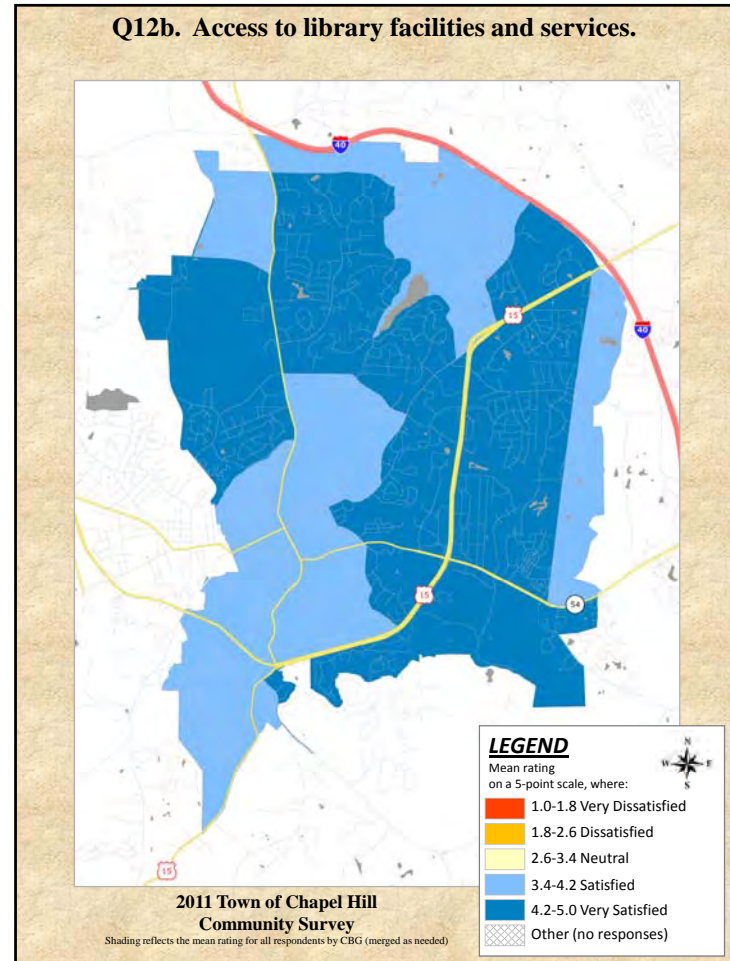 Q12b. Access to library facilities and services.
40
15
40
54
15
15
LEGEND
N
W E
S
Mean rating
on a 5-point scale, where:
1.0-1.8 Very Dissatisfied
1.8-2.6 Dissatisfied
2.6-3.4 Neutral
3.4-4.2 Satisfied
4.2-5.0 Very Satisfied
Other (no responses)
2011 Town of Chapel Hill
Community Survey
Shading reflects the mean rating for all respondents by CBG (merged as needed)